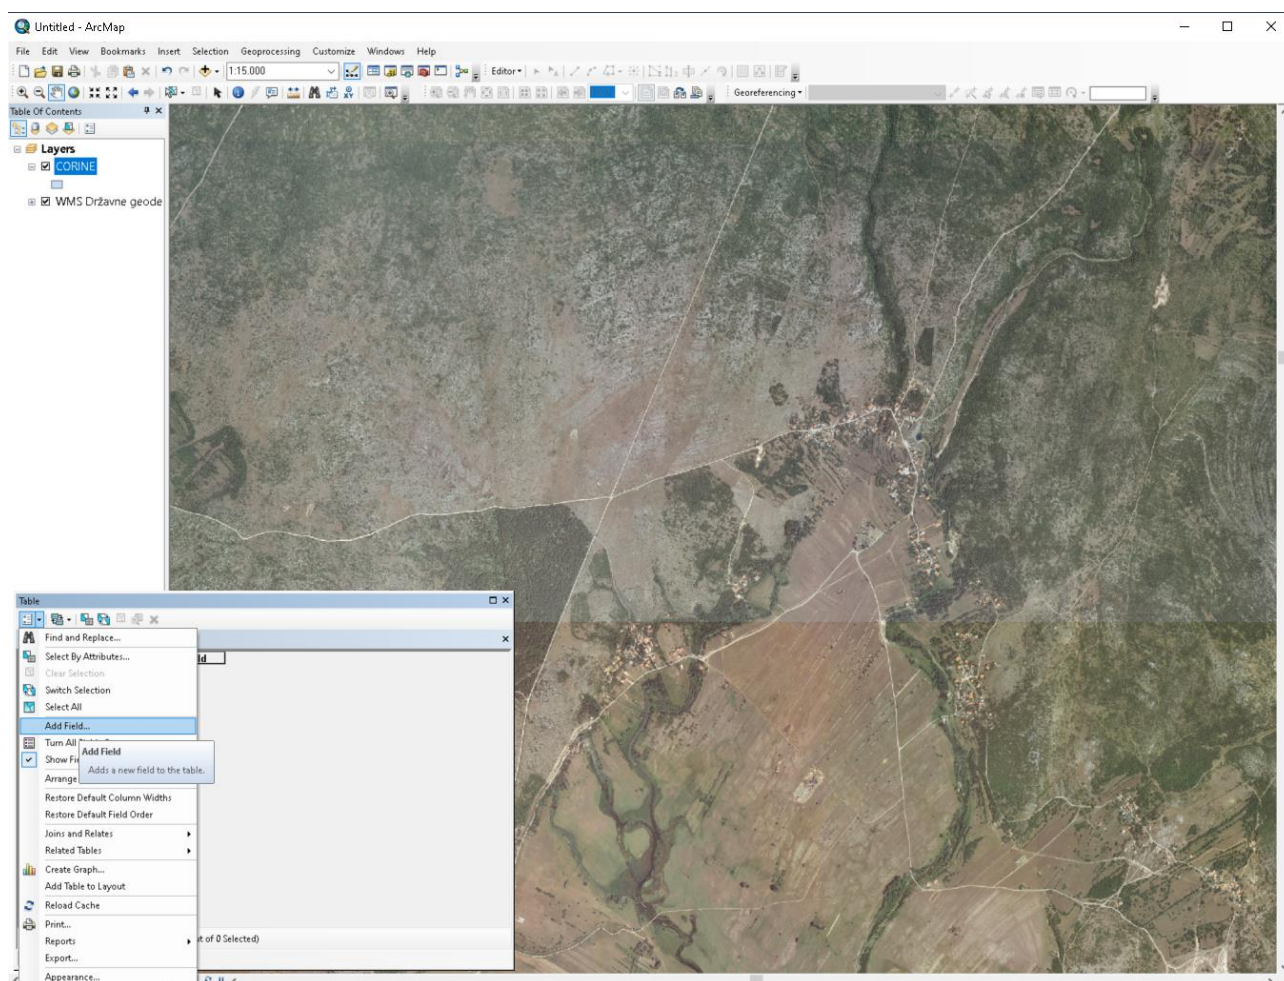 Untitled - ArcMap
File Edit View Bookmarks Insert Selection Geoprocessing Customize Windows Help
1:15.000 Editor
Georeferencing
Table Of Contents
Layers
CORINE
WMS Državne geode
Table
Find and Replace...
ld
Select By Attributes...
Clear Selection
Switch Selection
Select All
Add Field...
Turn All
Add Field
Show Fi
Adds a new field to the table.
Arrange
Restore Default Column Widths
Restore Default Field Order
Joins and Relates
Related Tables
Create Graph...
Add Table to Layout
Reload Cache
Print...
Reports
ut of 0 Selected)
Export...
Appearance...